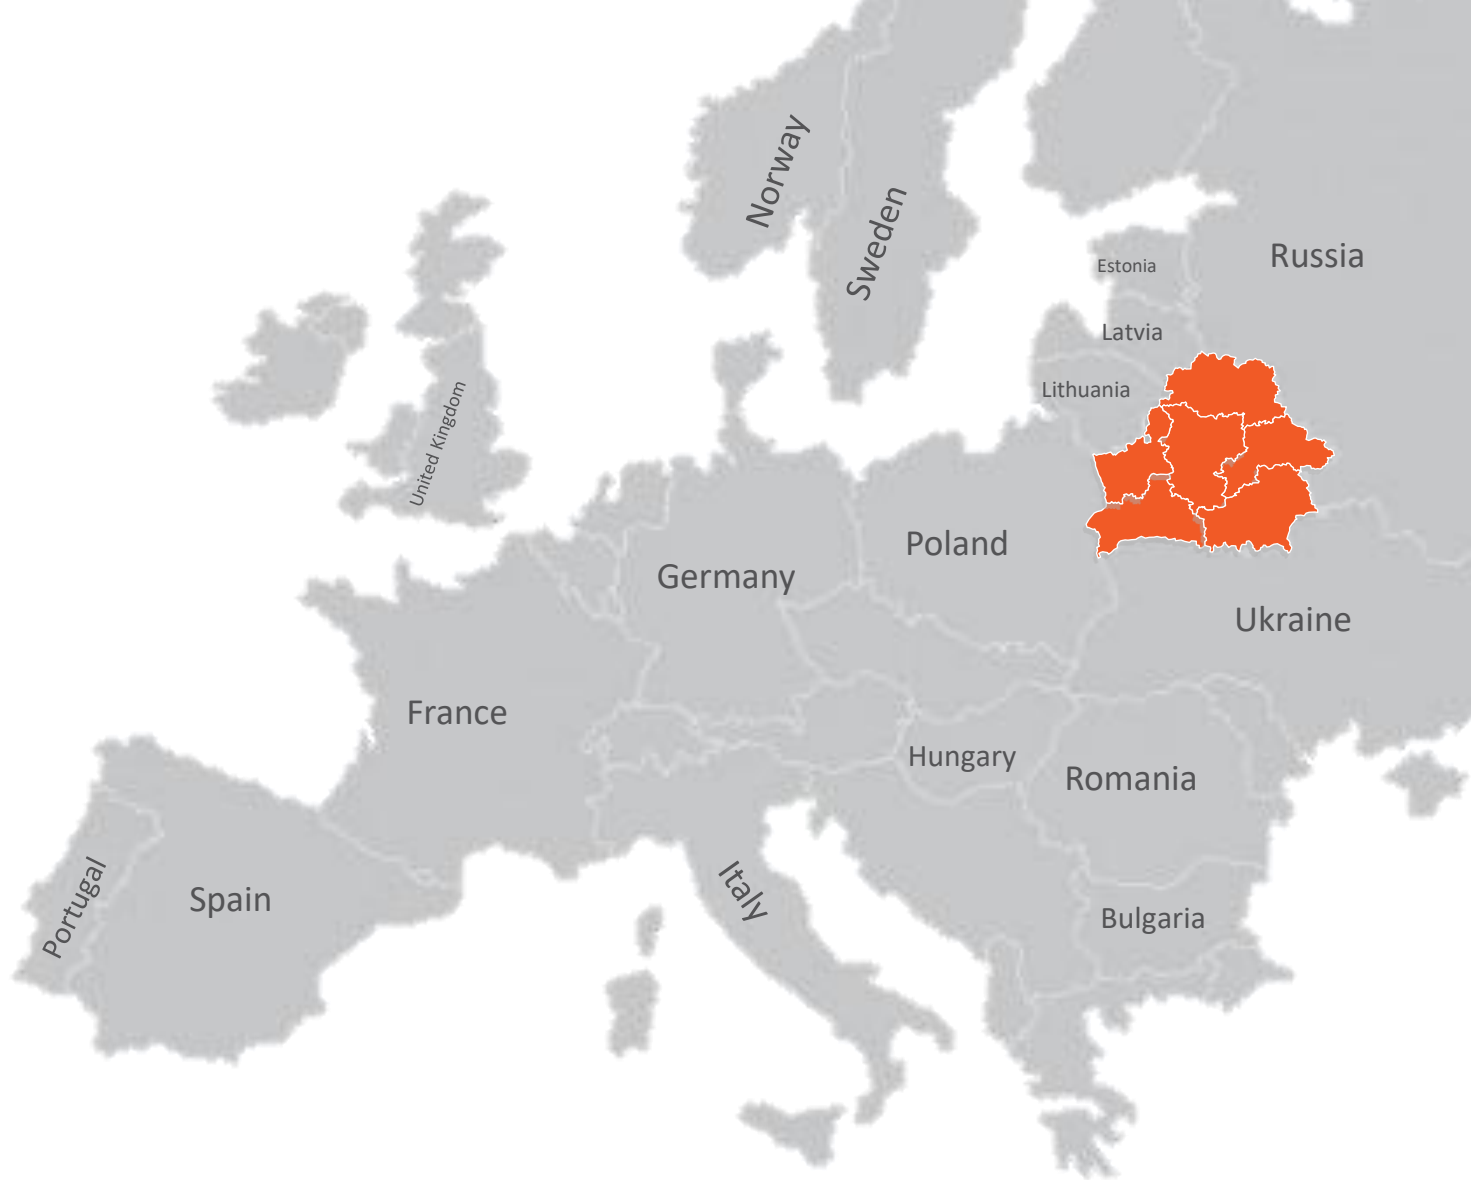 Norway
Sweden
Russia
Estonia
Latvia
Lithuania
United Kingdom
Poland
Germany
Ukraine
France
Hungary
Romania
Italy
Portugal
Spain
Bulgaria